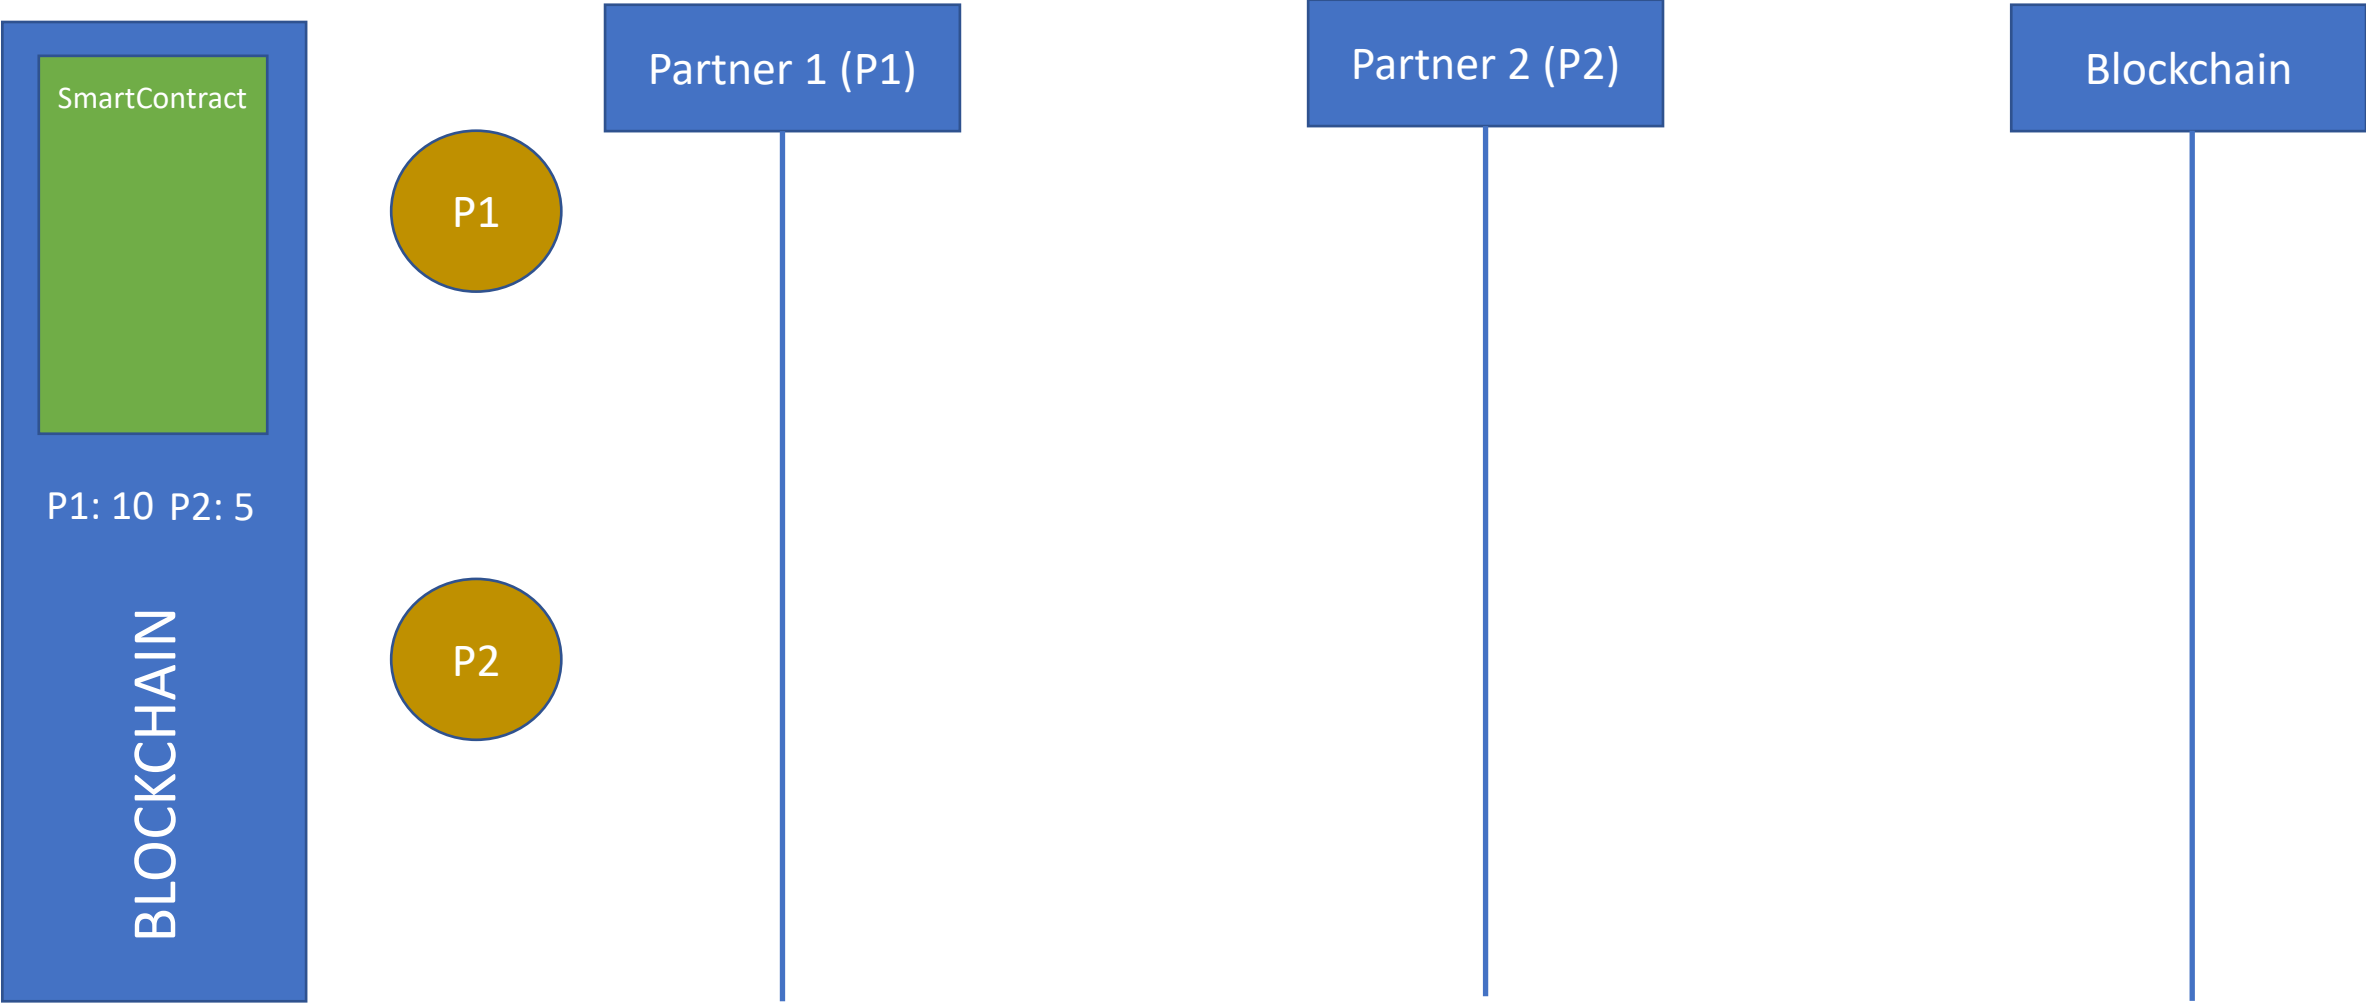 SmartContract
P1: 10 P2: 5
BLOCKCHAIN
P1
P2
Partner 1 (P1)
Partner 2 (P2)
Blockchain